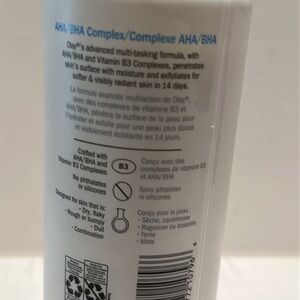 AHA/BHA Complex/Complexe AHA/BHA
Olay®'s advanced multi-tasking formula, with
AHA/BHA and Vitamin B3 Complexes, penetrates
skin's surface with moisture and exfoliates for
softer & visibly radiant skin in 14 days.
La formule avancée multiaction de Olay®,
avec des complexes de vitamine B3 et
AHA/BHA, pénètre la surface de la peau pour
l'hydrater et exfolie pour une peau plus douce
et visiblement éclatante en 14 jours.
Crafted with
AHA/BHA and
Vitamin B3 Complexes
B3
Conçu avec des
complexes de vitamine B3
et AHA/BHA
No phthalates
or silicones
Sans phtalates
ni silicones
Designed for skin that is:
• Dry, flaky
• Rough or bumpy
• Dull
• Combination
Conçu pour la peau :
• Sèche, squameuse
• Rugueuse ou bosselée
• Terne
• Mixte